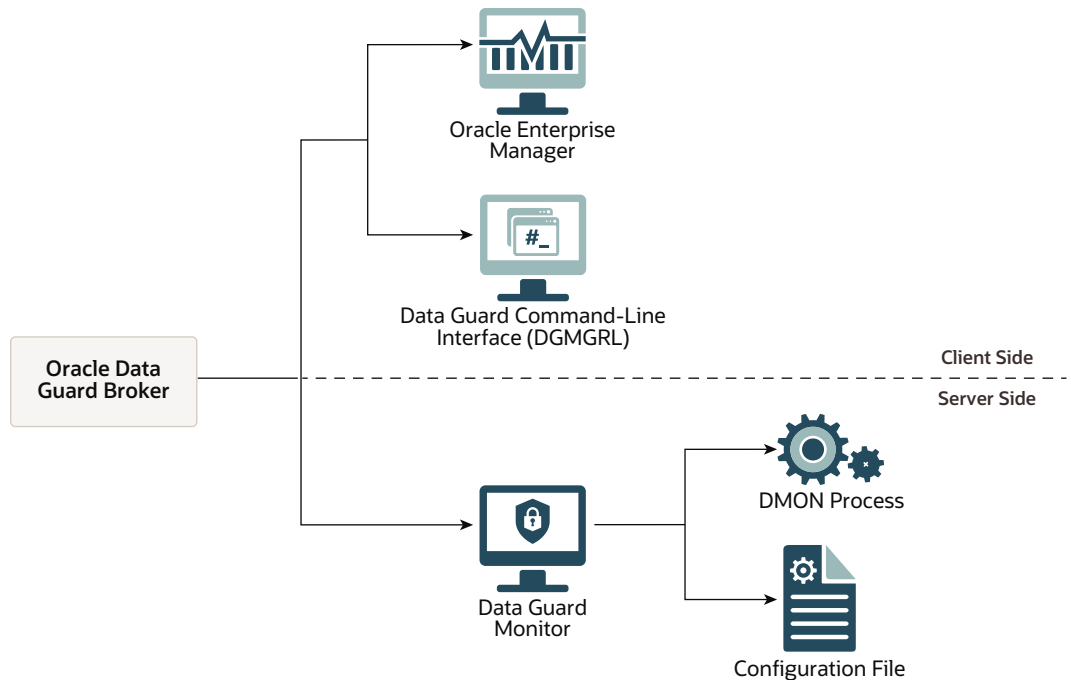 Oracle Enterprise
Manager
#_
Data Guard Command-Line
Interface (DGMGRL)
Oracle Data
Guard Broker
Client Side
Server Side
DMON Process
Data Guard
Monitor
Configuration File